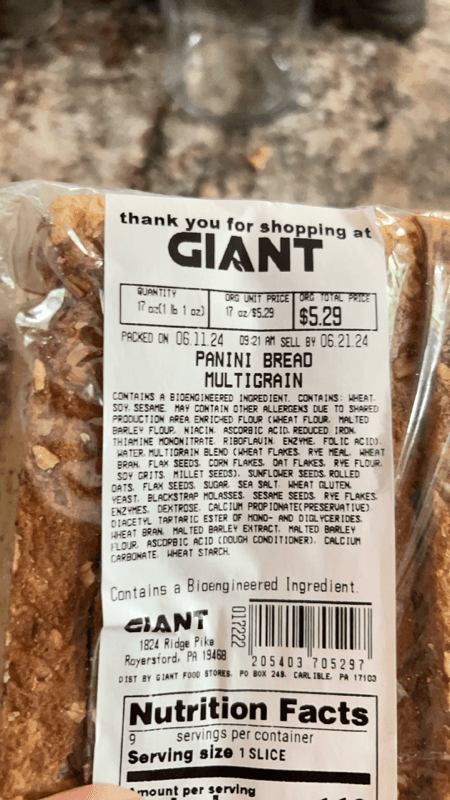 thank you for shopping at
GIANT
QUANTITY ORG UNIT PRICE ORG TOTAL PRICE
17 oz(1 lb 1 oz) 17 oz/$5.29 $5.29
PACKED ON 06.11.24 09:21 AM SELL BY 06.21.24
PANINI BREAD
MULTIGRAIN
CONTAINS A BIOENGINEERED INGREDIENT. CONTAINS: WHEAT.
SOY. SESAME. MAY CONTAIN OTHER ALLERGENS DUE TO SHARED
PRODUCTION AREA ENRICHED FLOUR (WHEAT FLOUR. MALTED
BARLEY FLOUR. NIACIN. ASCORBIC ACID. REDUCED IRON.
THIAMINE MONONITRATE. RIBOFLAVIN. ENZYME. FOLIC ACID).
WATER. MULTIGRAIN BLEND (WHEAT FLAKES. RYE MEAL. WHEAT
BRAN. FLAX SEEDS. CORN FLAKES. OAT FLAKES. RYE FLOUR.
SOY GRITS. MILLET SEEDS). SUNFLOWER SEEDS. ROLLED
OATS. FLAX SEEDS. SUGAR. SEA SALT. WHEAT GLUTEN.
YEAST. BLACKSTRAP MOLASSES. SESAME SEEDS. RYE FLAKES.
ENZYMES. DEXTROSE. CALCIUM PROPIONATE(PRESERVATIVE).
DIACETYL TARTARIC ESTER OF MONO- AND DIGLYCERIDES.
WHEAT BRAN. MALTED BARLEY EXTRACT. MALTED BARLEY
FLOUR. ASCORBIC ACID (DOUGH CONDITIONER). CALCIUM
CARBONATE. WHEAT STARCH.
Contains a Bioengineered Ingredient.
GIANT
1824 Ridge Pike
Royersford, PA 19468
017222
205403 705297
DIST BY GIANT FOOD STORES. PO BOX 249. CARLISLE, PA 17103
Nutrition Facts
9 servings per container
Serving size 1 SLICE
Amount per serving